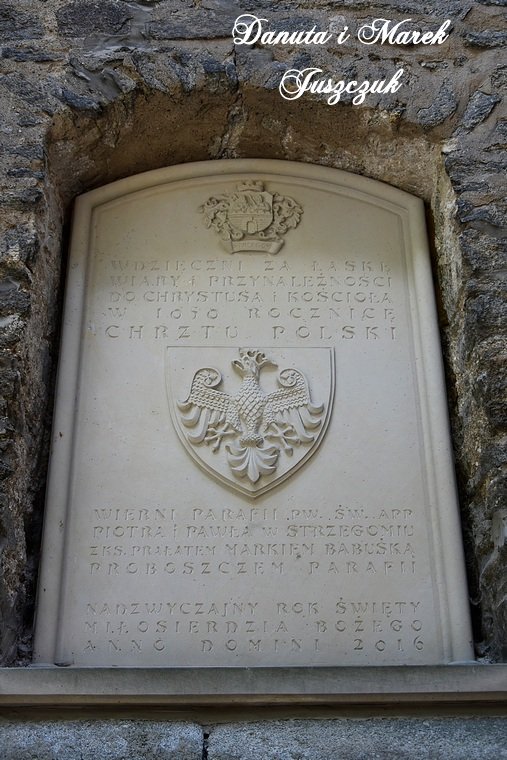 Danuta i Marek
Juszczuk
WDZIĘCZNI ZA ŁASKĘ
WIARY I PRZYNALEŻNOŚCI
DO CHRYSTUSA I KOŚCIOŁA
W 1050 ROCZNICĘ
CHRZTU POLSKI
WIERNI PARAFII PW. ŚW. APP.
PIOTRA I PAWŁA W STRZEGOMIU
Z KS. PRAŁATEM MARKIEM BABUŚKĄ
PROBOSZCZEM PARAFII
NADZWYCZAJNY ROK ŚWIĘTY
MIŁOSIERDZIA BOŻEGO
ANNO DOMINI 2016